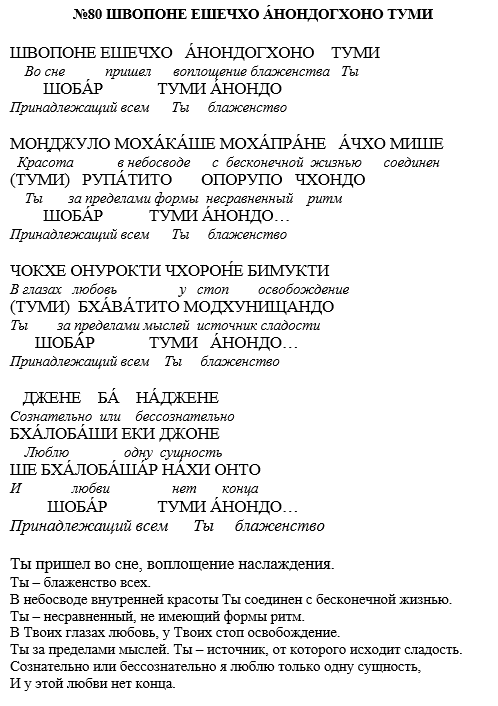 №80 ШВОПОНЕ ЕШЕЧХО А́НОНДОГХОНО ТУМИ
ШВОПОНЕ ЕШЕЧХО А́НОНДОГХОНО ТУМИ
Во сне пришел воплощение блаженства Ты
ШОБА́Р ТУМИ А́НОНДО
Принадлежащий всем Ты блаженство
МОН̣ДЖУЛО МОХА́КА́ШЕ МОХА́ПРА́НЕ А́ЧХО МИШЕ
Красота в небосводе с бесконечной жизнью соединен
(ТУМИ) РУПА́ТИТО ОПОРУПО ЧХОНДО
Ты за пределами формы несравненный ритм
ШОБА́Р ТУМИ А́НОНДО…
Принадлежащий всем Ты блаженство
ЧОКХЕ ОНУРОКТИ ЧХОРОН́Е БИМУКТИ
В глазах любовь у стоп освобождение
(ТУМИ) БХА́ВА́ТИТО МОДХУНИЩАНДО
Ты за пределами мыслей источник сладости
ШОБА́Р ТУМИ А́НОНДО…
Принадлежащий всем Ты блаженство
ДЖЕНЕ БА́ НА́ДЖЕНЕ
Сознательно или бессознательно
БХА́ЛОБА́ШИ ЕКИ ДЖОНЕ
Люблю одну сущность
ШЕ БХА́ЛОБА́ША́Р НА́ХИ ОНТО
И любви нет конца
ШОБА́Р ТУМИ А́НОНДО…
Принадлежащий всем Ты блаженство
Ты пришел во сне, воплощение наслаждения.
Ты – блаженство всех.
В небосводе внутренней красоты Ты соединен с бесконечной жизнью.
Ты – несравненный, не имеющий формы ритм.
В Твоих глазах любовь, у Твоих стоп освобождение.
Ты за пределами мыслей. Ты – источник, от которого исходит сладость.
Сознательно или бессознательно я люблю только одну сущность,
И у этой любви нет конца.